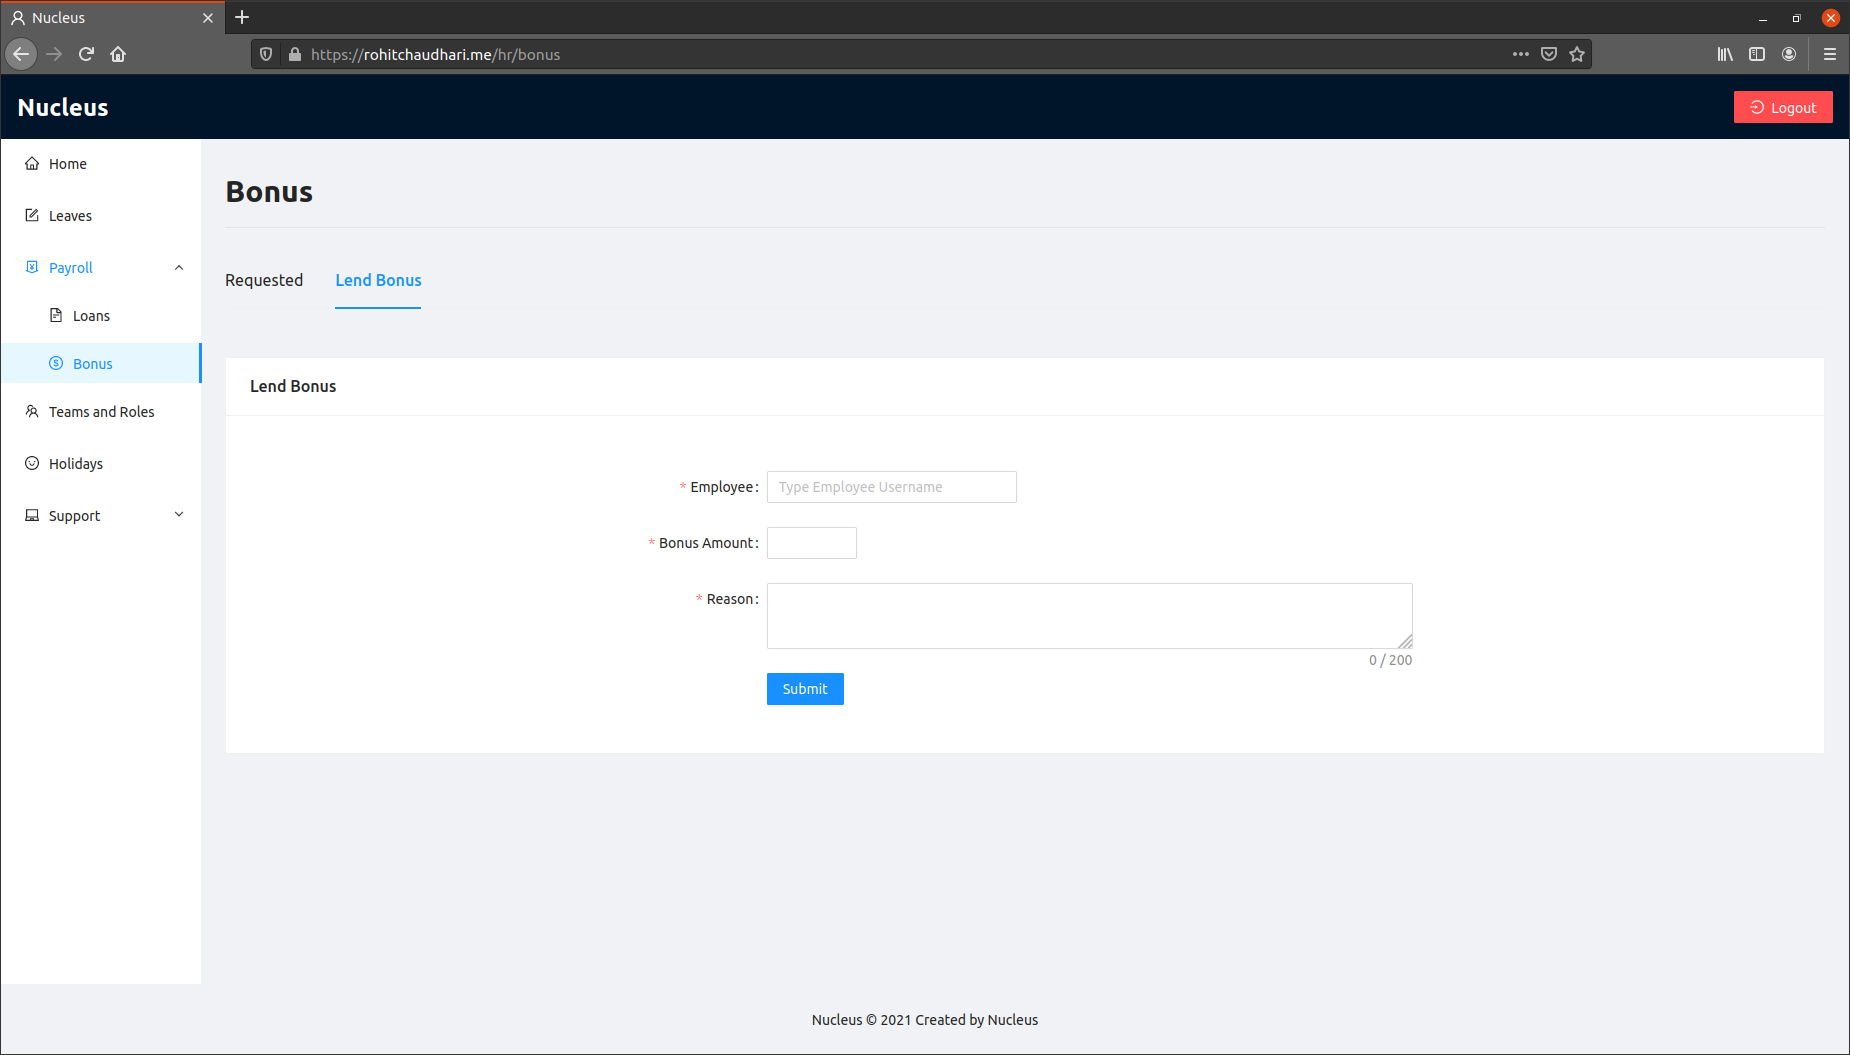 Nucleus
https://rohitchaudhari.me/hr/bonus
Nucleus
Logout
Home
Leaves
Payroll
Loans
Bonus
Teams and Roles
Holidays
Support
Bonus
Requested
Lend Bonus
Lend Bonus
* Employee:
Type Employee Username
* Bonus Amount:
* Reason:
0 / 200
Submit
Nucleus © 2021 Created by Nucleus